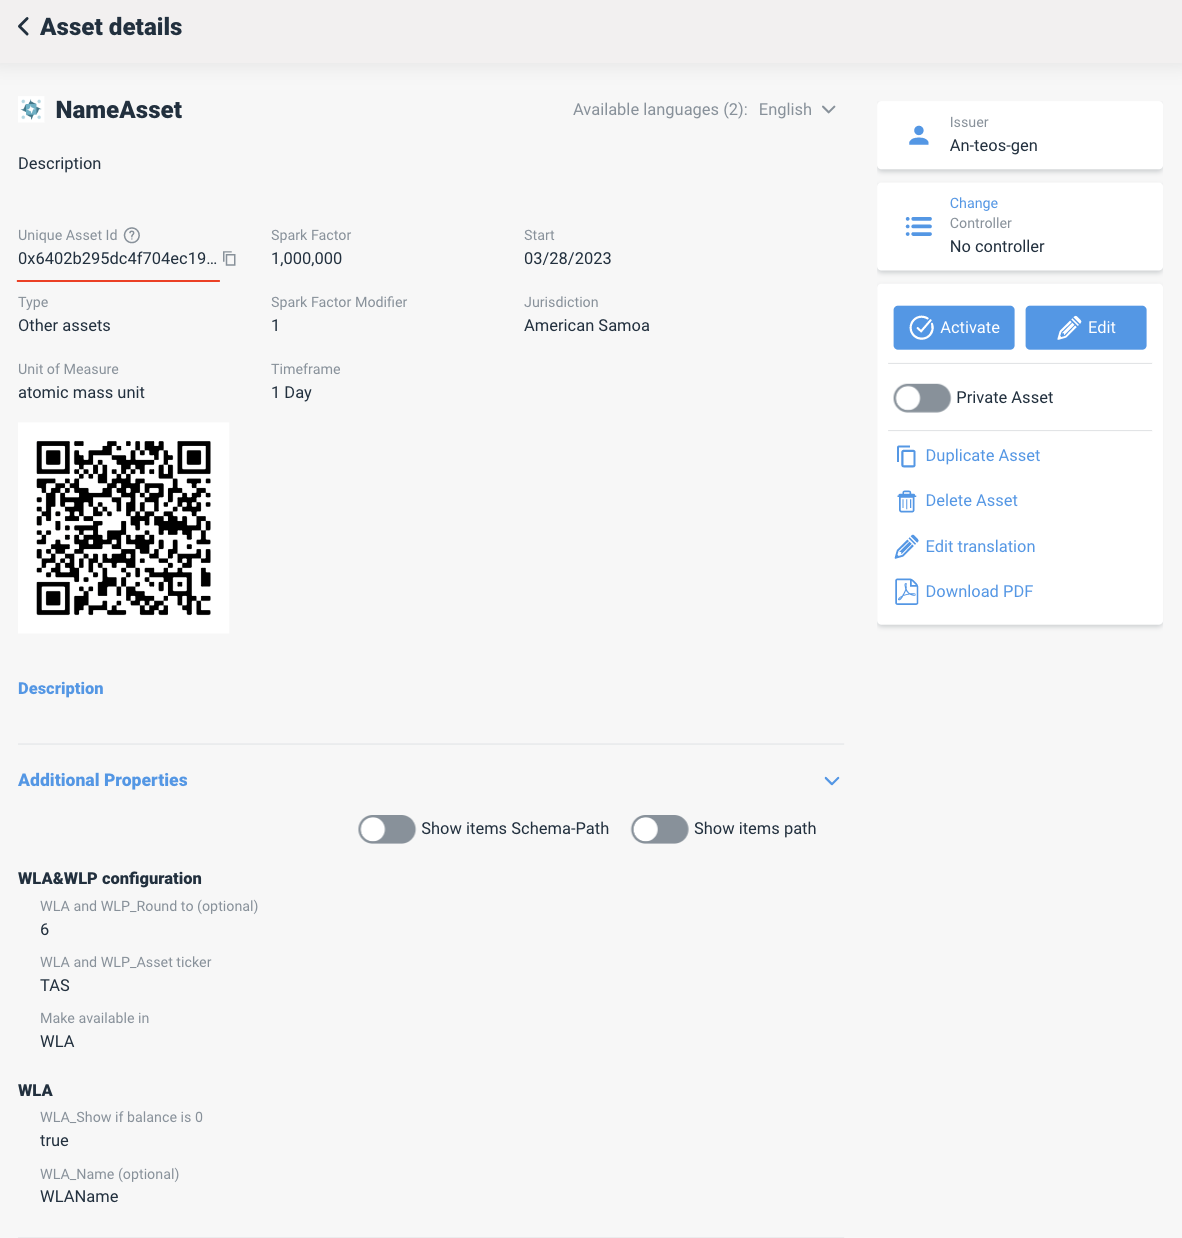 Asset details
NameAsset
Available languages (2): English
Description
Unique Asset Id ?
0x6402b295dc4f704ec19...
Spark Factor
1,000,000
Start
03/28/2023
Type
Other assets
Spark Factor Modifier
1
Jurisdiction
American Samoa
Unit of Measure
atomic mass unit
Timeframe
1 Day
Description
Additional Properties
Show items Schema-Path
Show items path
WLA&WLP configuration
WLA and WLP_Round to (optional)
6
WLA and WLP_Asset ticker
TAS
Make available in
WLA
WLA
WLA_Show if balance is 0
true
WLA_Name (optional)
WLAName
Issuer
An-teos-gen
Change
Controller
No controller
Activate
Edit
Private Asset
Duplicate Asset
Delete Asset
Edit translation
Download PDF